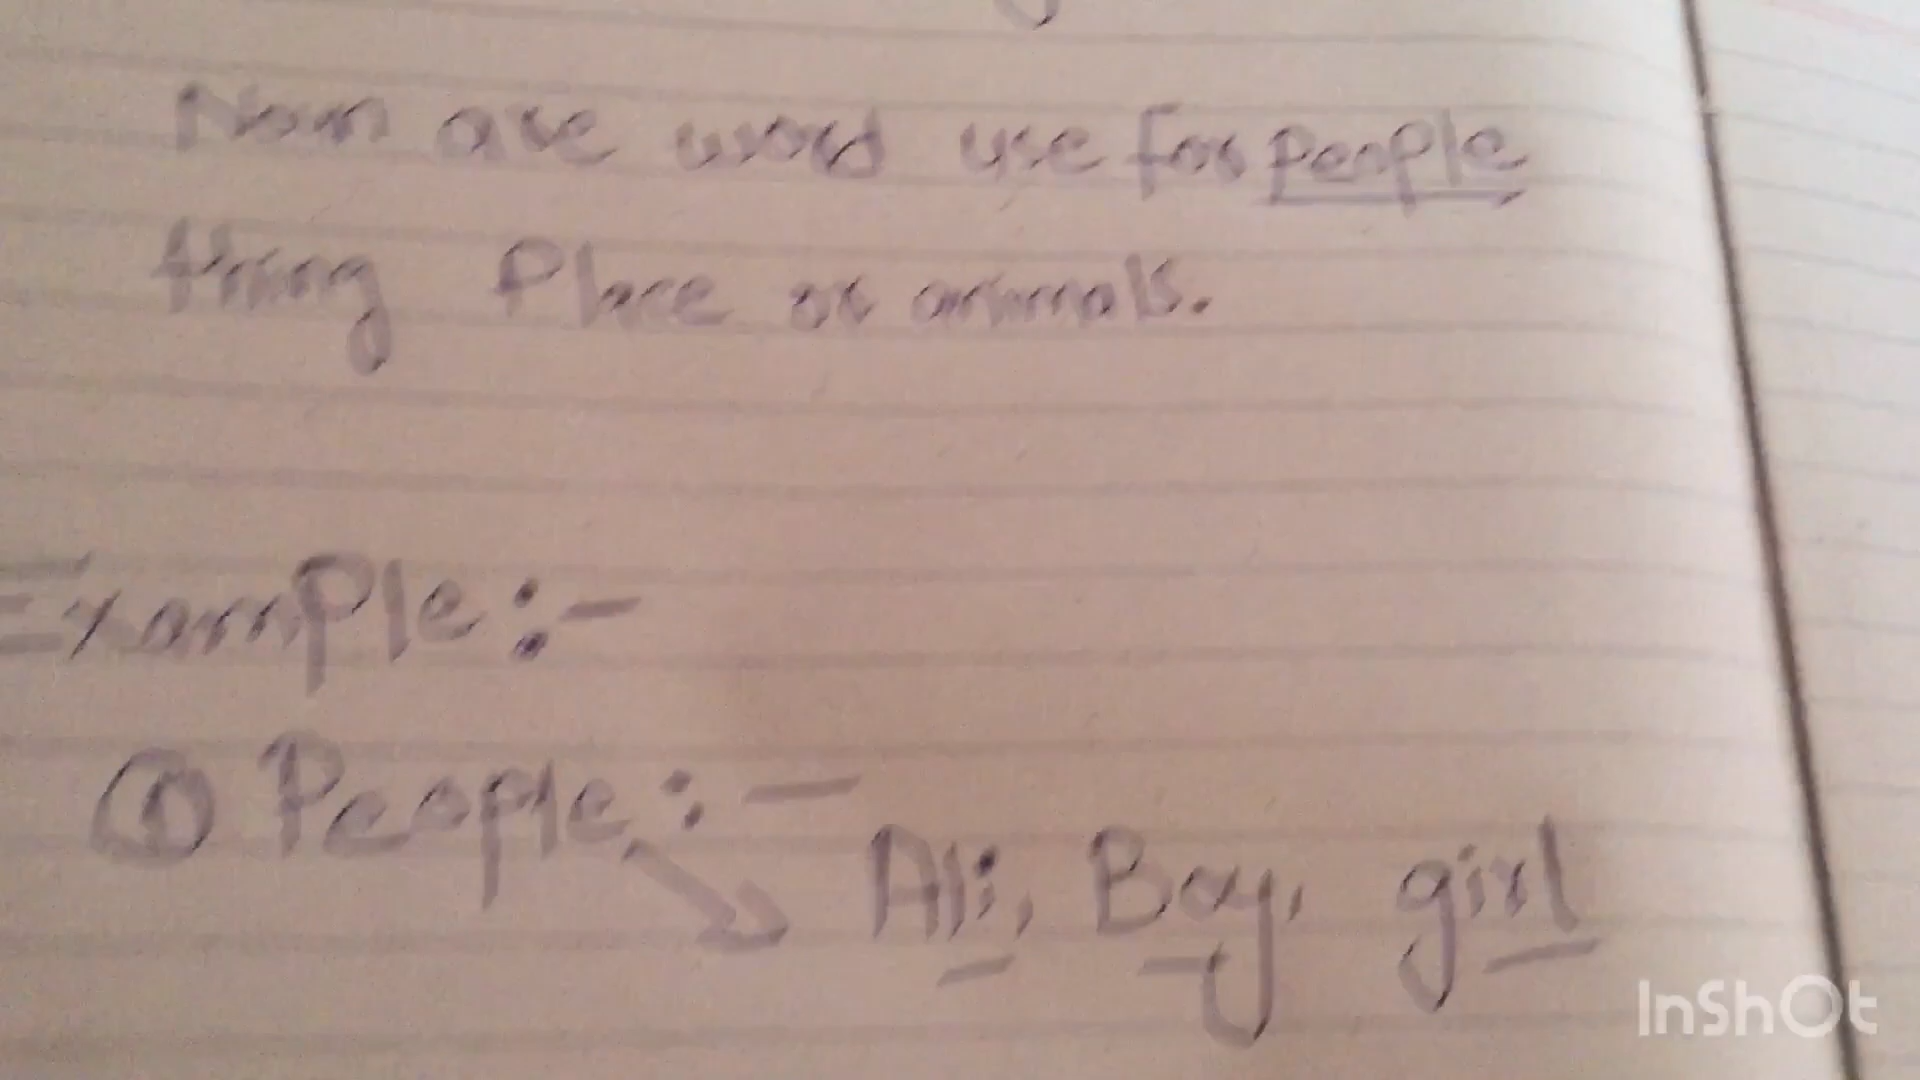 Noun are word use for people
thing Place or animals.
Example:-
① People:-
Ali, Boy, girl
InShOt